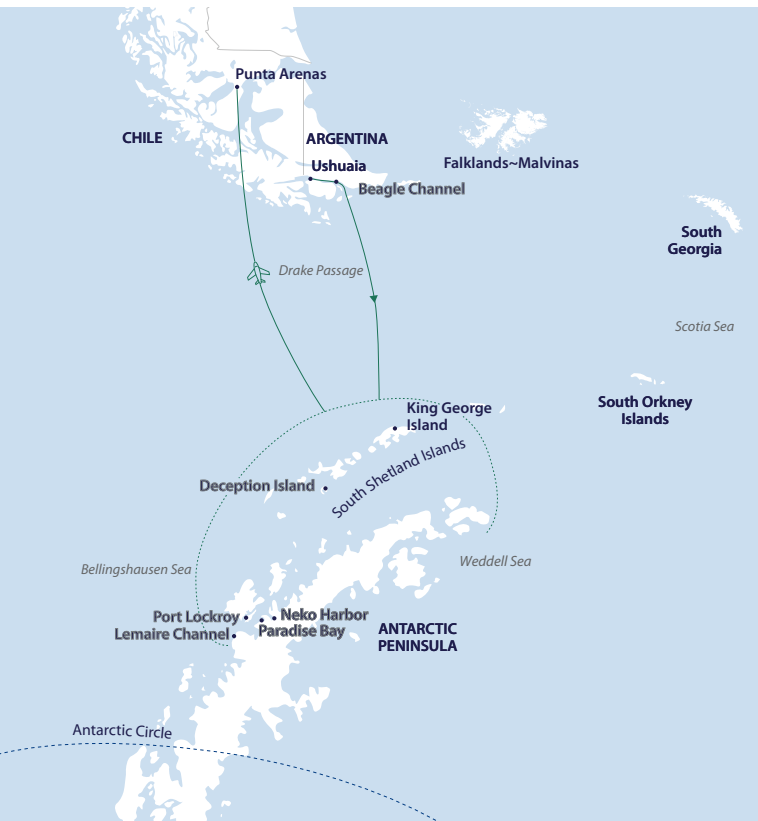 Punta Arenas
CHILE
ARGENTINA
Ushuaia
Falklands~Malvinas
Beagle Channel
South
Georgia
Drake Passage
Scotia Sea
South Orkney
Islands
King George
Island
South Shetland Islands
Deception Island
Bellingshausen Sea
Weddell Sea
Port Lockroy
Neko Harbor
Lemaire Channel
Paradise Bay
ANTARCTIC
PENINSULA
Antarctic Circle